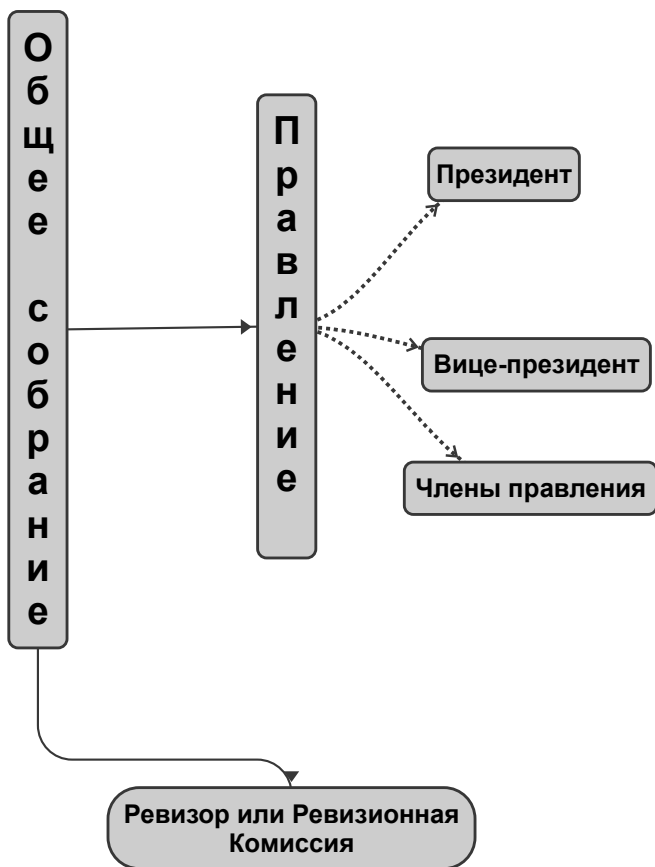 Общее собрание
Правление
Президент
Вице-президент
Члены правления
Ревизор или Ревизионная
Комиссия